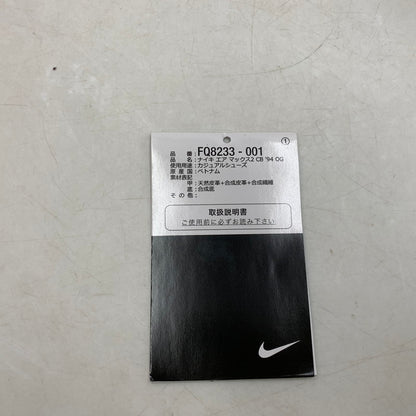 ①
品 番 : FQ8233 - 001
品 名 : ナイキ エア マックス2 CB '94 OG
使用用途 : カジュアルシューズ
原 産 国 : ベトナム
素材表記
甲 : 天然皮革+合成皮革+合成繊維
底 : 合成底
そ の 他 :
取扱説明書
ご使用前に必ずお読み下さい